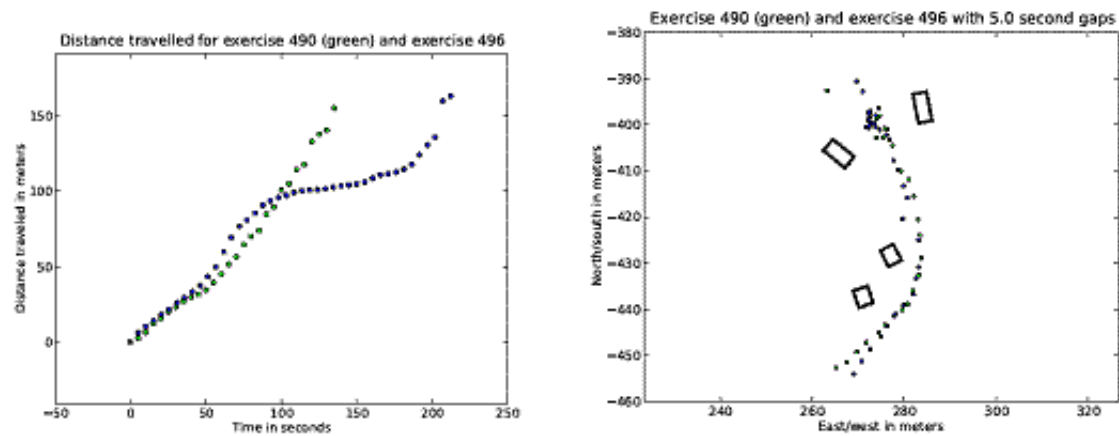 Distance travelled for exercise 490 (green) and exercise 496
150
100
50
0
−50 0 50 100 150 200 250
Distance traveled in meters
Time in seconds
Exercise 490 (green) and exercise 496 with 5.0 second gaps
−380
−390
−400
−410
−420
−430
−440
−450
−460
240 260 280 300 320
North/south in meters
East/west in meters